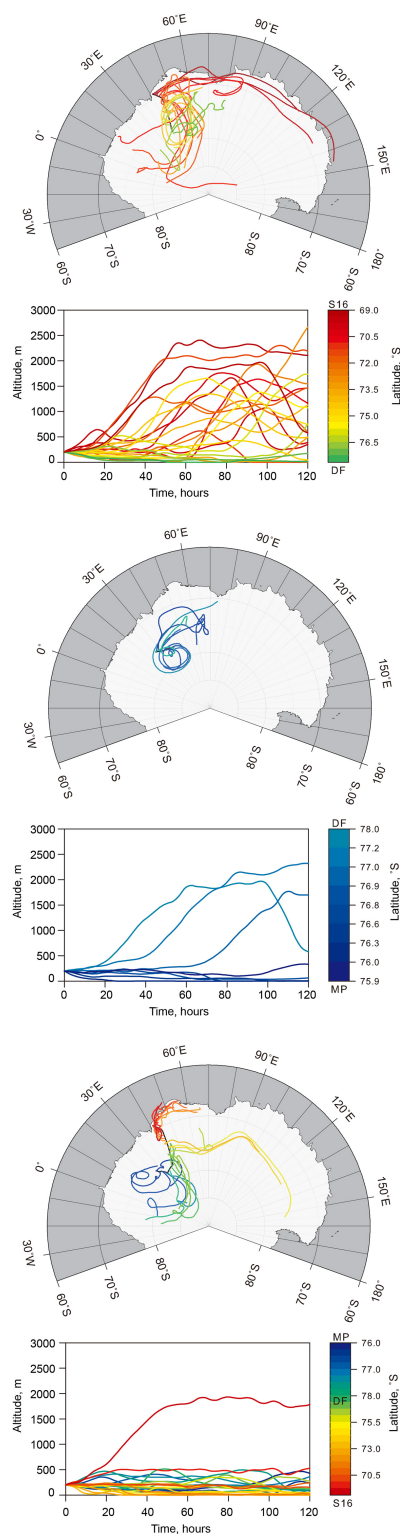 60°E
90°E
30°E
120°E
0°
150°E
30°W
70°S
80°S
80°S
70°S
60°S
60°S
180°
3000
2500
2000
1500
1000
500
0
Altitude, m
0 20 40 60 80 100 120
Time, hours
S16
69.0
70.5
72.0
73.5
75.0
76.5
DF
Latitude, °S
60°E
90°E
30°E
120°E
0°
150°E
30°W
80°S
80°S
70°S
60°S
60°S
180°
3000
2500
2000
1500
1000
500
0
Altitude, m
0 20 40 60 80 100 120
Time, hours
DF
78.0
77.2
77.0
76.9
76.8
76.6
76.3
76.0
75.9
MP
Latitude, °S
60°E
90°E
30°E
120°E
0°
150°E
30°W
80°S
80°S
70°S
60°S
60°S
180°
3000
2500
2000
1500
1000
500
0
Altitude, m
0 20 40 60 80 100 120
Time, hours
MP
76.0
77.0
78.0
DF
75.5
73.0
70.5
S16
Latitude, °S